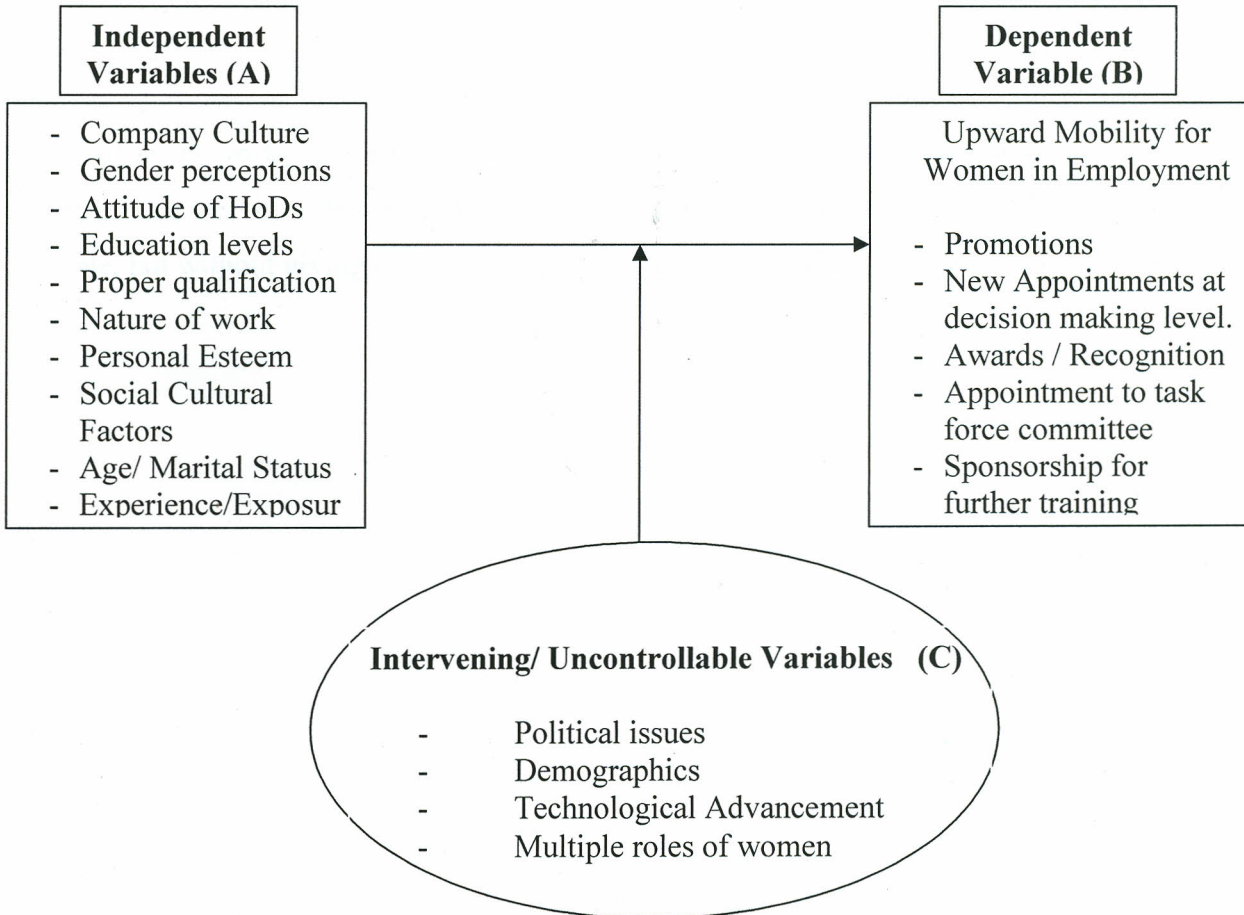 Independent
Variables (A)
- Company Culture
- Gender perceptions
- Attitude of HoDs
- Education levels
- Proper qualification
- Nature of work
- Personal Esteem
- Social Cultural
Factors
- Age/ Marital Status
- Experience/Exposur
Dependent
Variable (B)
Upward Mobility for
Women in Employment
- Promotions
- New Appointments at
decision making level.
- Awards / Recognition
- Appointment to task
force committee
- Sponsorship for
further training
Intervening/ Uncontrollable Variables (C)
- Political issues
- Demographics
- Technological Advancement
- Multiple roles of women